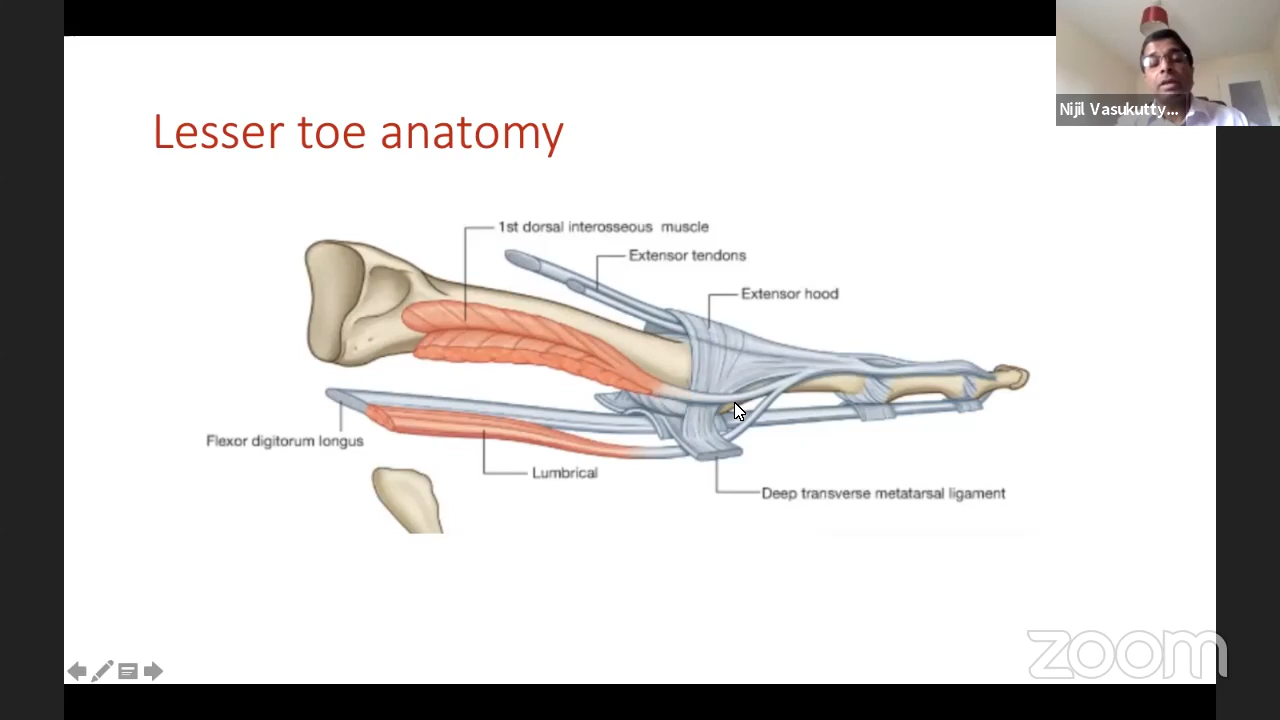 Nijil Vasukutty...
Lesser toe anatomy
1st dorsal interosseous muscle
Extensor tendons
Extensor hood
Flexor digitorum longus
Lumbrical
Deep transverse metatarsal ligament
zoom